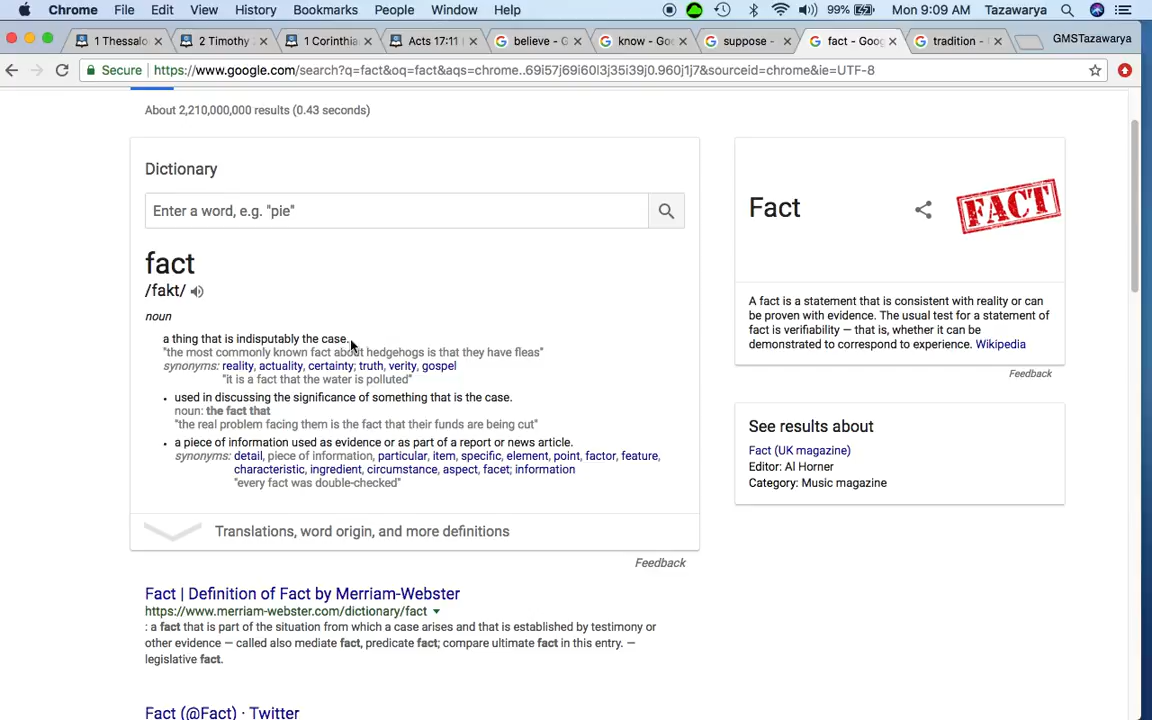 Chrome File Edit View History Bookmarks People Window Help 99% Mon 9:09 AM Tazawarya
1 Thessalo 2 Timothy 1 Corinthia Acts 17:11 believe - G know - Goo suppose - fact - Goog tradition - GMSTazawarya
Secure https://www.google.com/search?q=fact&oq=fact&aqs=chrome..69i57j69i60l3j35i39j0.960j1j7&sourceid=chrome&ie=UTF-8
About 2,210,000,000 results (0.43 seconds)
Dictionary
Enter a word, e.g. "pie"
fact
/fakt/
noun
a thing that is indisputably the case.
"the most commonly known fact about hedgehogs is that they have fleas"
synonyms: reality, actuality, certainty; truth, verity, gospel
"it is a fact that the water is polluted"
• used in discussing the significance of something that is the case.
noun: the fact that
"the real problem facing them is the fact that their funds are being cut"
• a piece of information used as evidence or as part of a report or news article.
synonyms: detail, piece of information, particular, item, specific, element, point, factor, feature,
characteristic, ingredient, circumstance, aspect, facet; information
"every fact was double-checked"
Translations, word origin, and more definitions
Feedback
Fact | Definition of Fact by Merriam-Webster
https://www.merriam-webster.com/dictionary/fact
: a fact that is part of the situation from which a case arises and that is established by testimony or
other evidence — called also mediate fact, predicate fact; compare ultimate fact in this entry. —
legislative fact.
Fact (@Fact) · Twitter
Fact
FACT
A fact is a statement that is consistent with reality or can
be proven with evidence. The usual test for a statement of
fact is verifiability — that is, whether it can be
demonstrated to correspond to experience. Wikipedia
Feedback
See results about
Fact (UK magazine)
Editor: Al Horner
Category: Music magazine